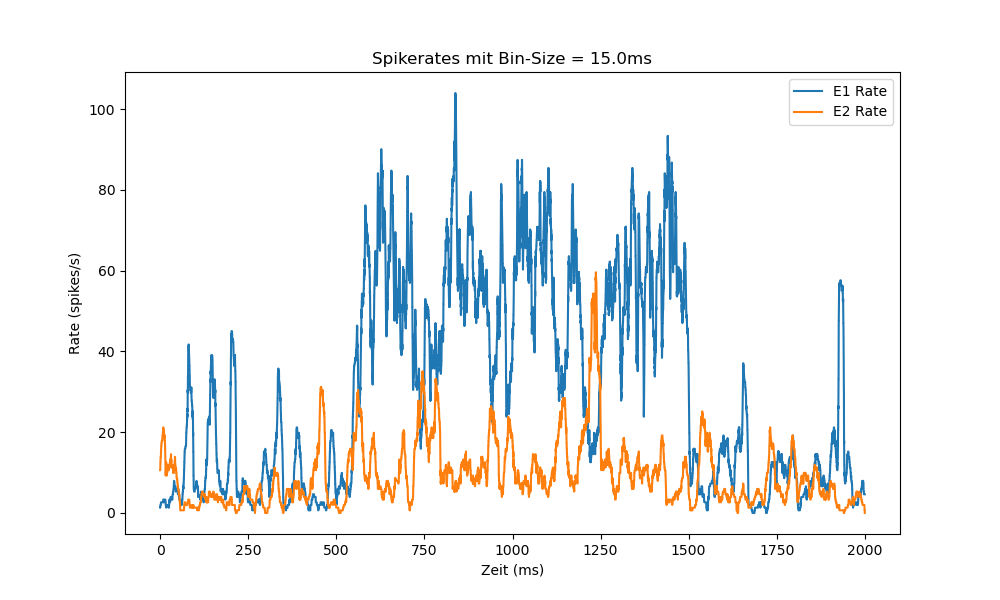 Spikerates mit Bin-Size = 15.0ms
E1 Rate
E2 Rate
100
80
60
40
20
0
Rate (spikes/s)
0 250 500 750 1000 1250 1500 1750 2000
Zeit (ms)